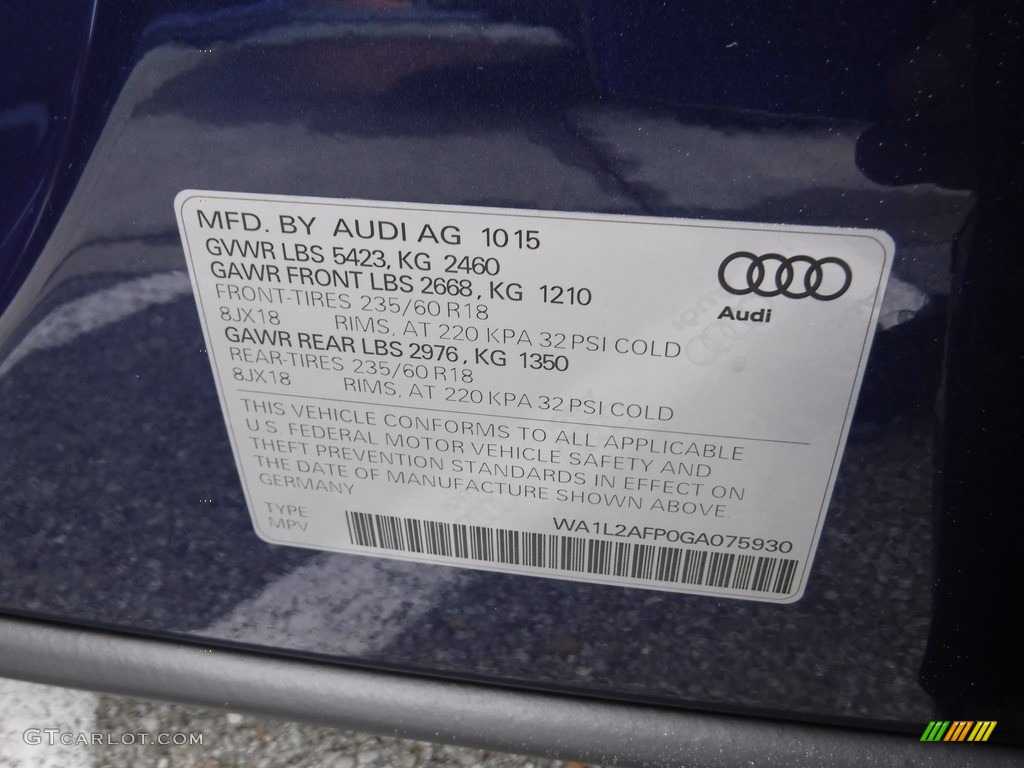 MFD. BY AUDI AG 1015
GVWR LBS 5423, KG 2460
GAWR FRONT LBS 2668, KG 1210
FRONT-TIRES 235/60 R18
8JX18 RIMS, AT 220 KPA 32 PSI COLD
GAWR REAR LBS 2976, KG 1350
REAR-TIRES 235/60 R18
8JX18 RIMS, AT 220 KPA 32 PSI COLD
Audi
THIS VEHICLE CONFORMS TO ALL APPLICABLE
U.S. FEDERAL MOTOR VEHICLE SAFETY AND
THEFT PREVENTION STANDARDS IN EFFECT ON
THE DATE OF MANUFACTURE SHOWN ABOVE.
GERMANY
TYPE
MPV
WA1L2AFP0GA075930
GTcarlot.com